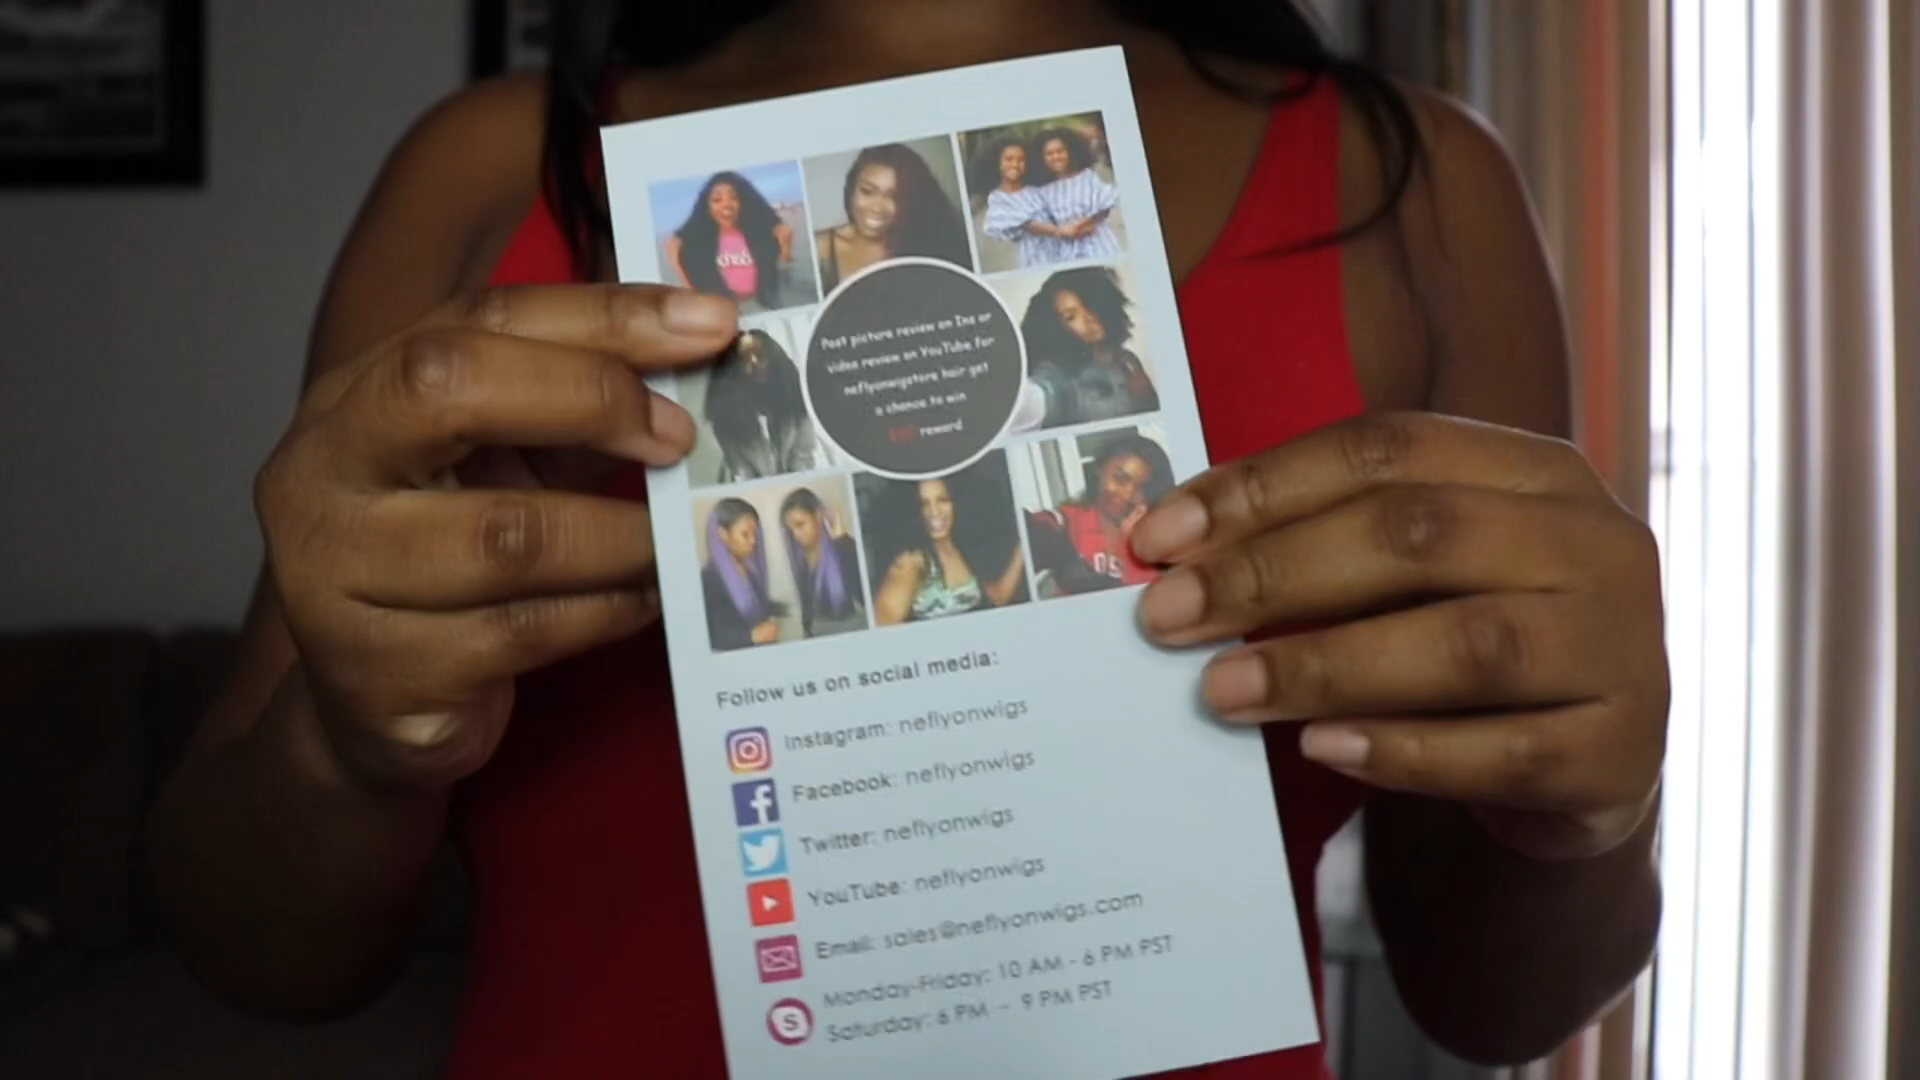 Post picture review on Ins or
video review on YouTube for
neflyonwigstore hair get
a chance to win
reward
Follow us on social media:
Instagram: neflyonwigs
Facebook: neflyonwigs
Twitter: neflyonwigs
YouTube: neflyonwigs
Email: sales@neflyonwigs.com
Monday-Friday: 10 AM - 6 PM PST
Saturday: 6 PM - 9 PM PST